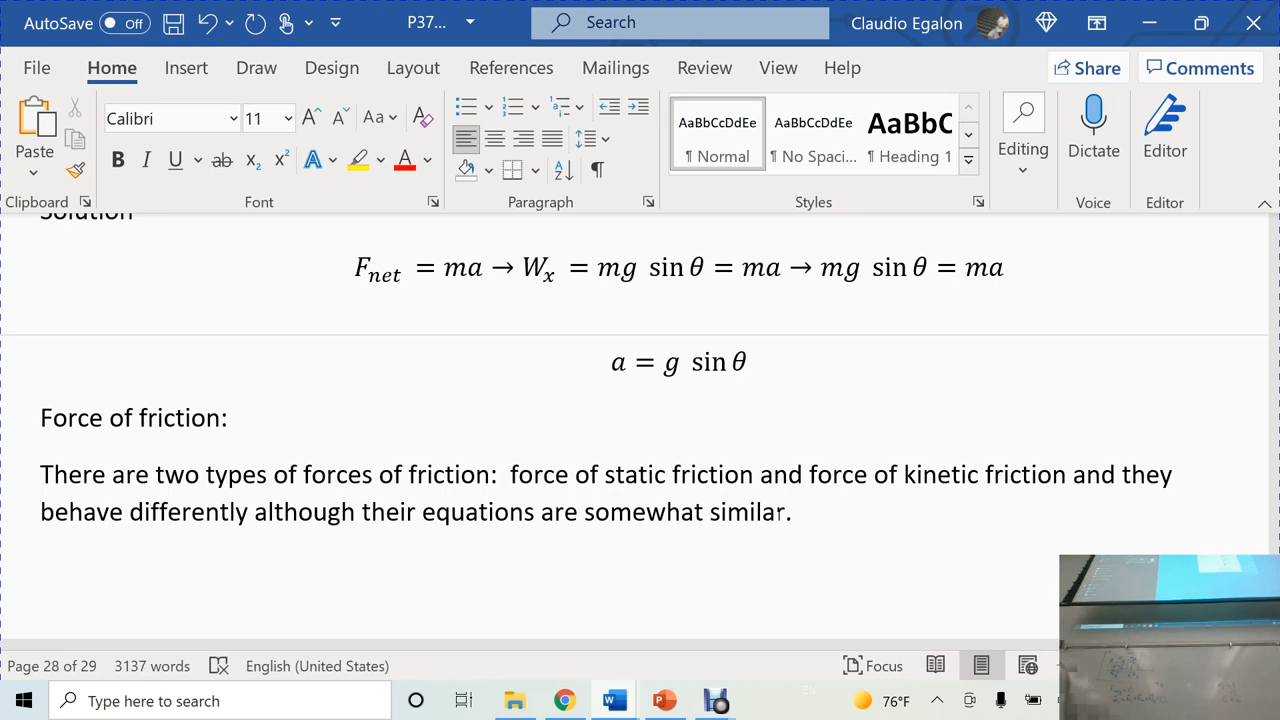 AutoSave Off P37... Search Claudio Egalon
File Home Insert Draw Design Layout References Mailings Review View Help Share Comments
Calibri 11 A A Aa A AaBbCcDdEe AaBbCcDdEe AaBbC
Paste B I U ab x₂ x² A A ¶ ¶ Normal ¶ No Spaci... ¶ Heading 1 Editing Dictate Editor
Clipboard Font Paragraph Styles Voice Editor
Solution
F_net = ma → W_x = mg sin θ = ma → mg sin θ = ma
a = g sin θ
Force of friction:
There are two types of forces of friction: force of static friction and force of kinetic friction and they
behave differently although their equations are somewhat similar.
Page 28 of 29 3137 words English (United States) Focus
Type here to search 76°F